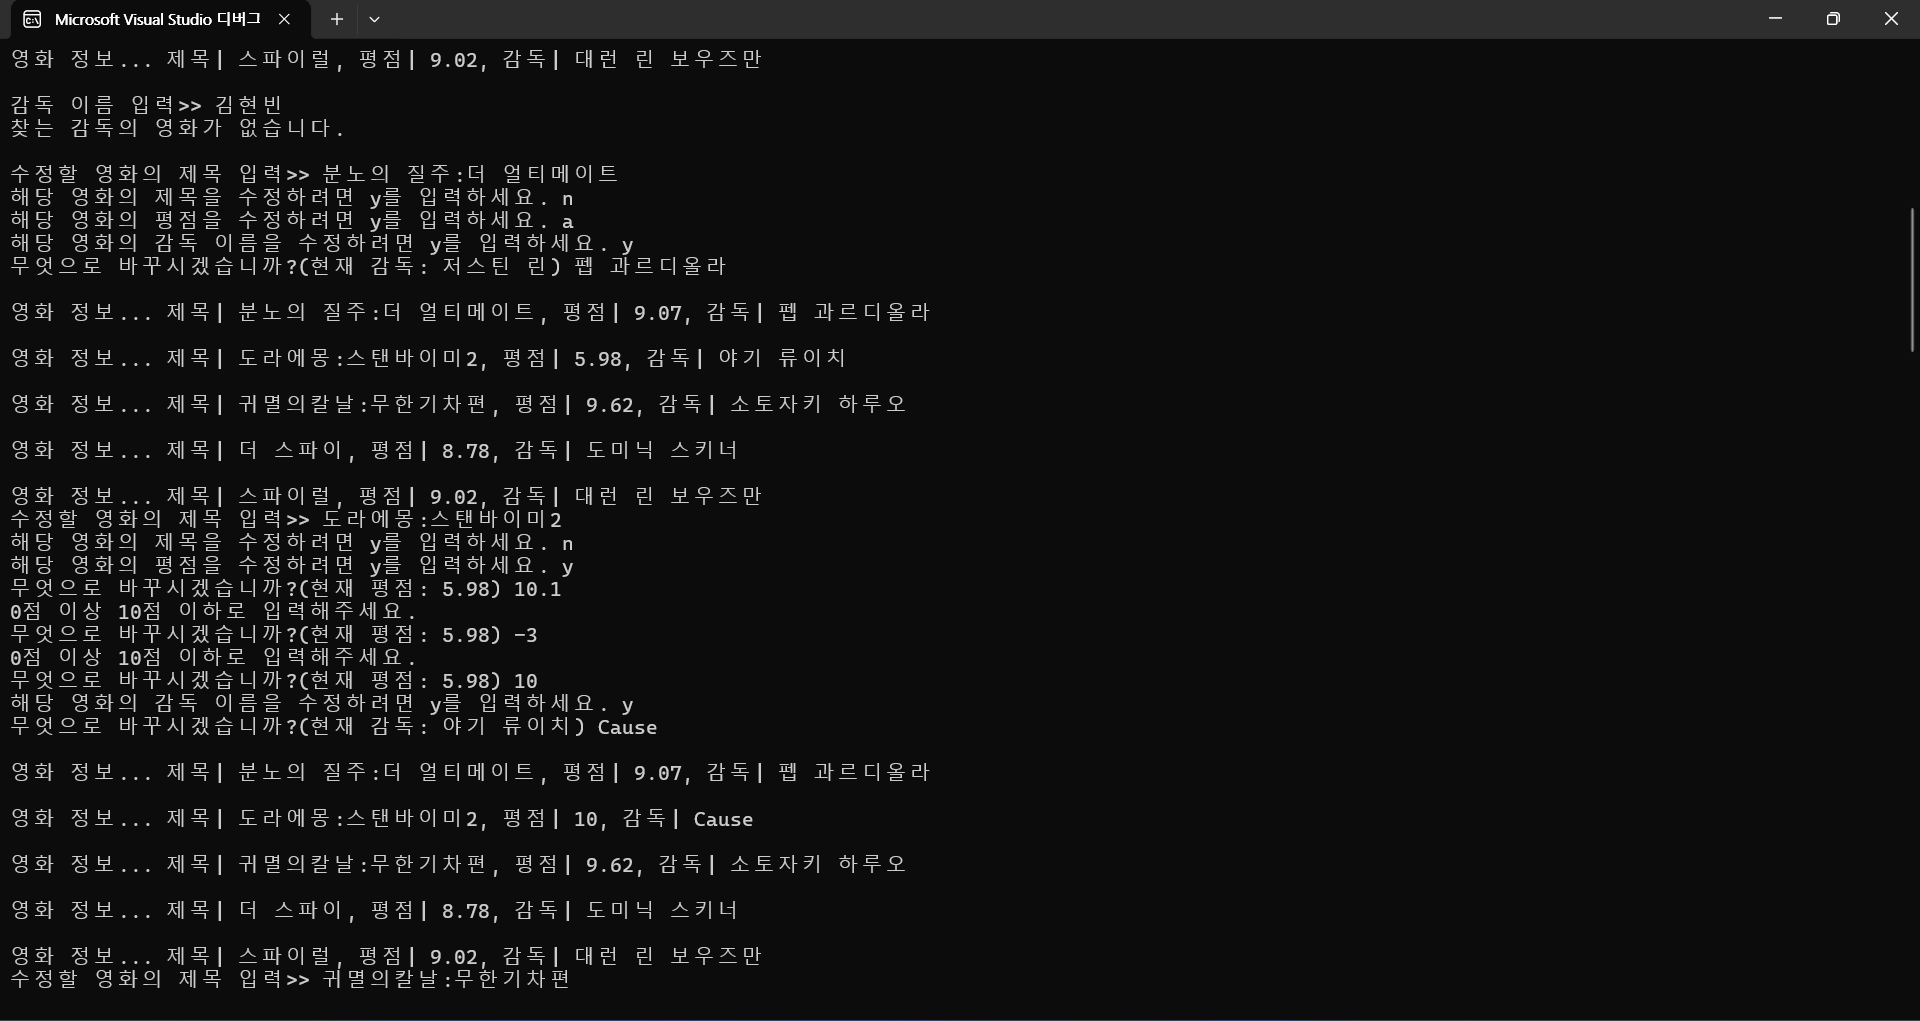 Microsoft Visual Studio 디버그
영화 정보... 제목| 스파이럴, 평점| 9.02, 감독| 대런 린 보우즈만
감독 이름 입력>> 김현빈
찾는 감독의 영화가 없습니다.
수정할 영화의 제목 입력>> 분노의 질주:더 얼티메이트
해당 영화의 제목을 수정하려면 y를 입력하세요. n
해당 영화의 평점을 수정하려면 y를 입력하세요. a
해당 영화의 감독 이름을 수정하려면 y를 입력하세요. y
무엇으로 바꾸시겠습니까?(현재 감독: 저스틴 린) 펩 과르디올라
영화 정보... 제목| 분노의 질주:더 얼티메이트, 평점| 9.07, 감독| 펩 과르디올라
영화 정보... 제목| 도라에몽:스탠바이미2, 평점| 5.98, 감독| 야기 류이치
영화 정보... 제목| 귀멸의칼날:무한기차편, 평점| 9.62, 감독| 소토자키 하루오
영화 정보... 제목| 더 스파이, 평점| 8.78, 감독| 도미닉 스키너
영화 정보... 제목| 스파이럴, 평점| 9.02, 감독| 대런 린 보우즈만
수정할 영화의 제목 입력>> 도라에몽:스탠바이미2
해당 영화의 제목을 수정하려면 y를 입력하세요. n
해당 영화의 평점을 수정하려면 y를 입력하세요. y
무엇으로 바꾸시겠습니까?(현재 평점: 5.98) 10.1
0점 이상 10점 이하로 입력해주세요.
무엇으로 바꾸시겠습니까?(현재 평점: 5.98) -3
0점 이상 10점 이하로 입력해주세요.
무엇으로 바꾸시겠습니까?(현재 평점: 5.98) 10
해당 영화의 감독 이름을 수정하려면 y를 입력하세요. y
무엇으로 바꾸시겠습니까?(현재 감독: 야기 류이치) Cause
영화 정보... 제목| 분노의 질주:더 얼티메이트, 평점| 9.07, 감독| 펩 과르디올라
영화 정보... 제목| 도라에몽:스탠바이미2, 평점| 10, 감독| Cause
영화 정보... 제목| 귀멸의칼날:무한기차편, 평점| 9.62, 감독| 소토자키 하루오
영화 정보... 제목| 더 스파이, 평점| 8.78, 감독| 도미닉 스키너
영화 정보... 제목| 스파이럴, 평점| 9.02, 감독| 대런 린 보우즈만
수정할 영화의 제목 입력>> 귀멸의칼날:무한기차편